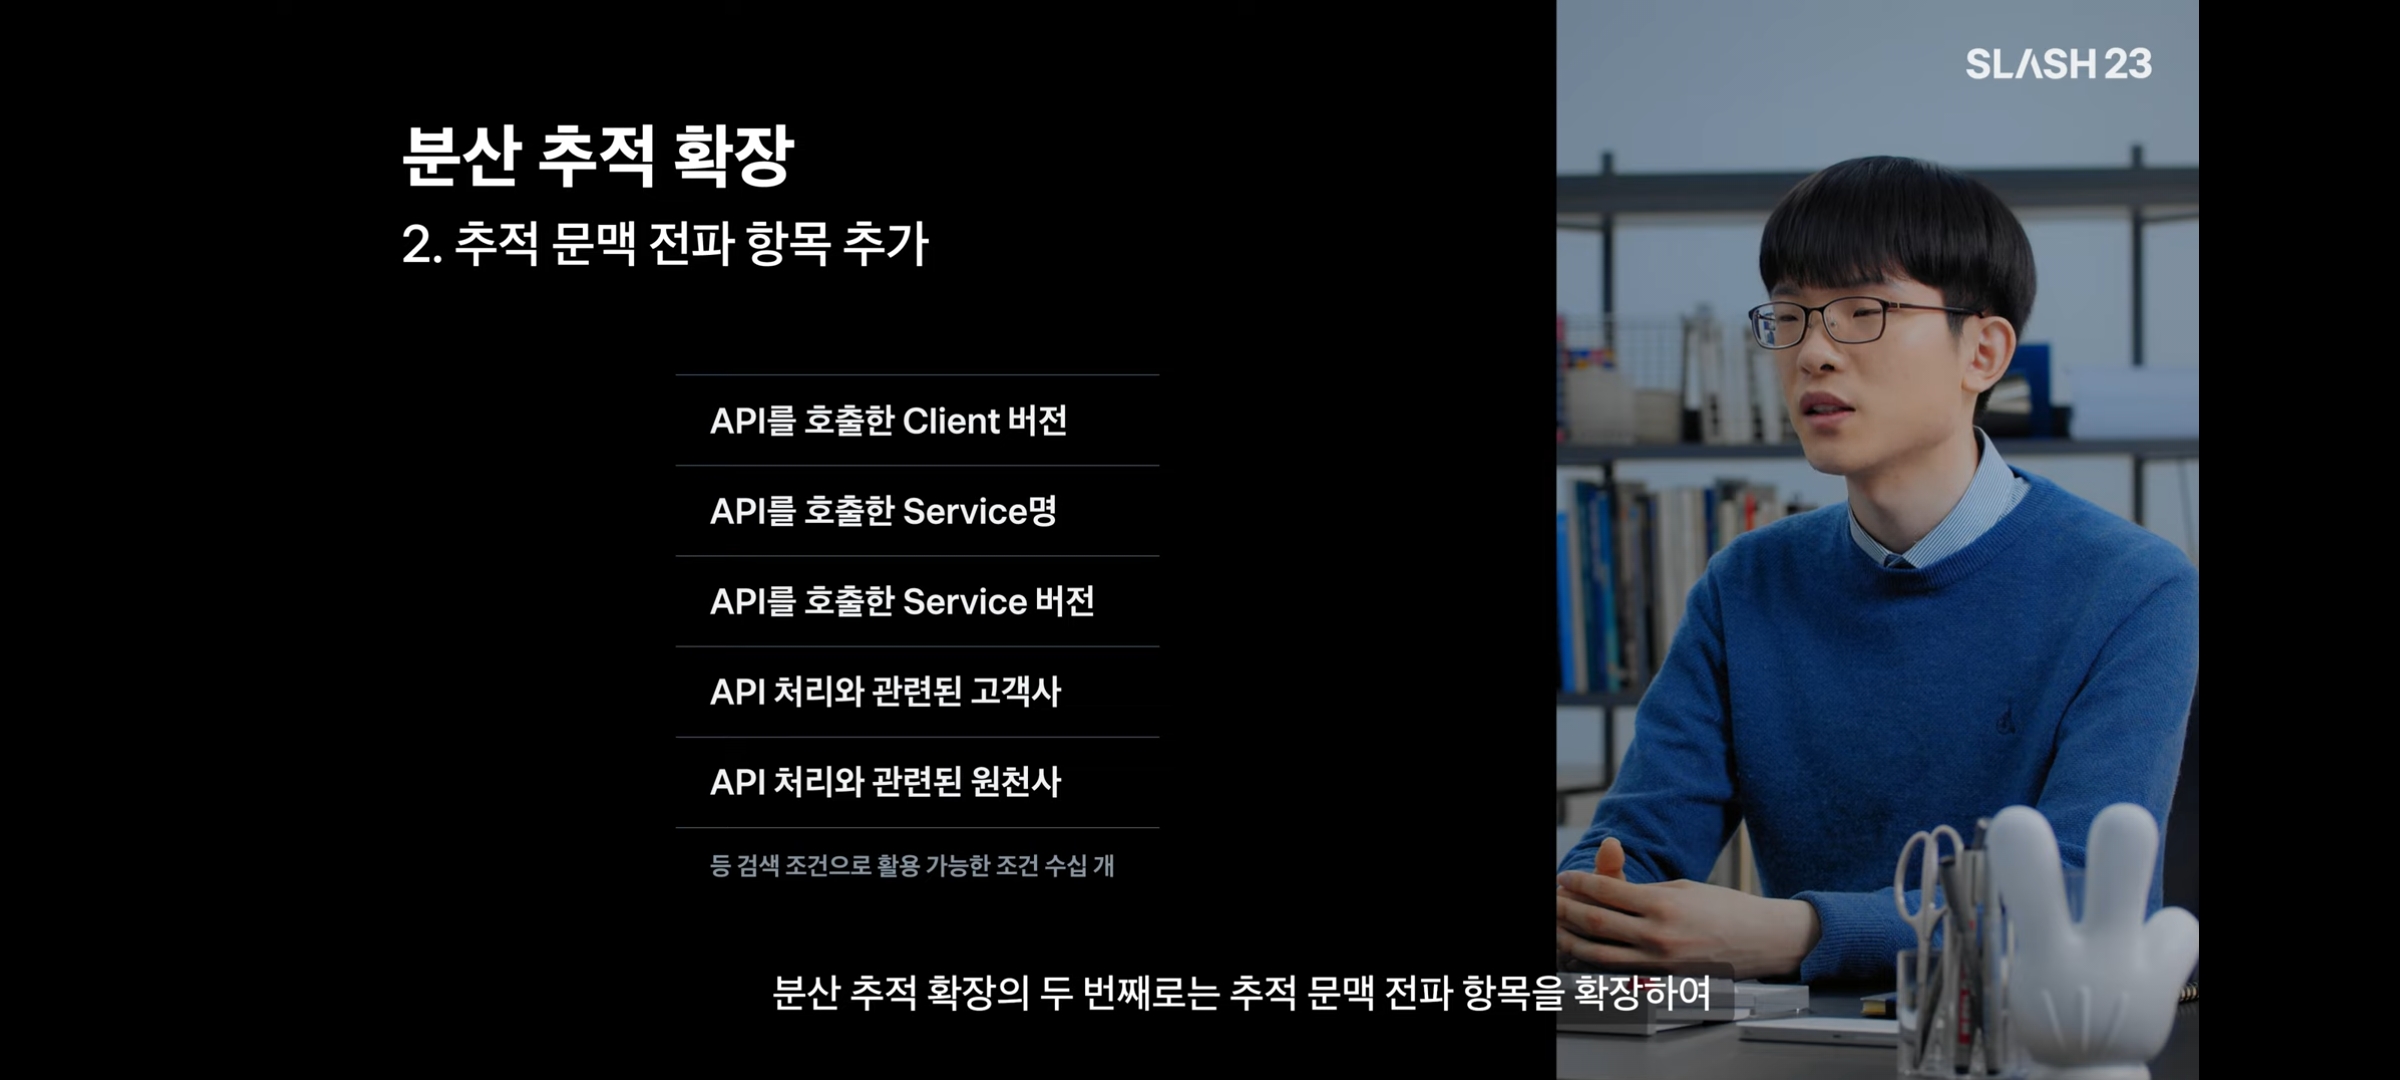 SLASH 23
분산 추적 확장
2. 추적 문맥 전파 항목 추가
API를 호출한 Client 버전
API를 호출한 Service명
API를 호출한 Service 버전
API 처리와 관련된 고객사
API 처리와 관련된 원천사
등 검색 조건으로 활용 가능한 조건 수십 개
분산 추적 확장의 두 번째로는 추적 문맥 전파 항목을 확장하여